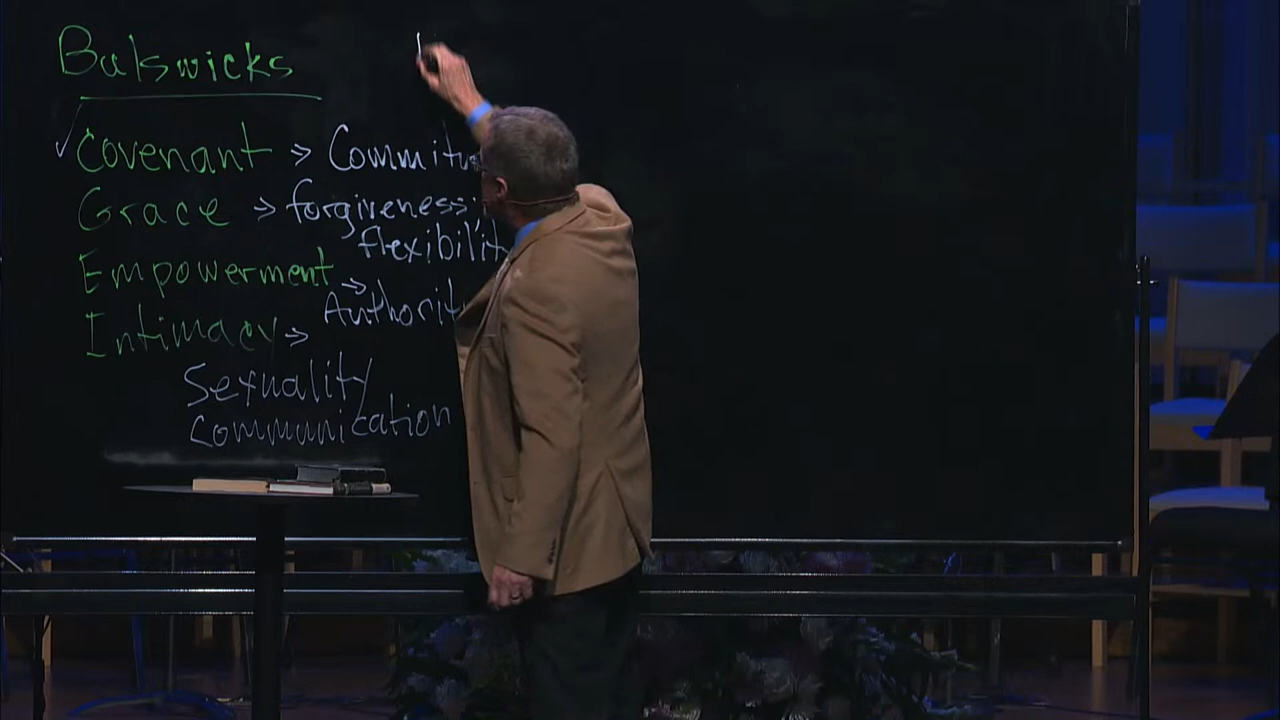 Balswicks
✓ Covenant > Commit
Grace > forgiveness:
flexibilit
Empowerment
> Authorit
Intimacy >
Sexuality
Communication